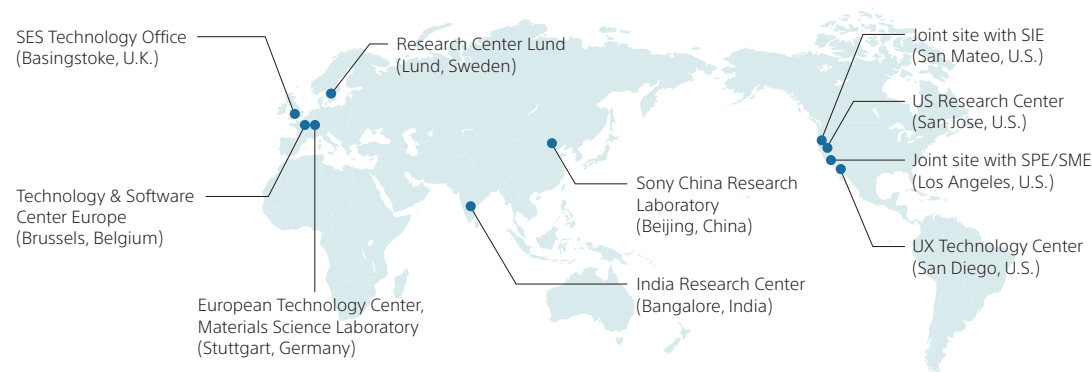 SES Technology Office
(Basingstoke, U.K.)
Research Center Lund
(Lund, Sweden)
Joint site with SIE
(San Mateo, U.S.)
US Research Center
(San Jose, U.S.)
Joint site with SPE/SME
(Los Angeles, U.S.)
Technology & Software
Center Europe
(Brussels, Belgium)
Sony China Research
Laboratory
(Beijing, China)
UX Technology Center
(San Diego, U.S.)
India Research Center
(Bangalore, India)
European Technology Center,
Materials Science Laboratory
(Stuttgart, Germany)